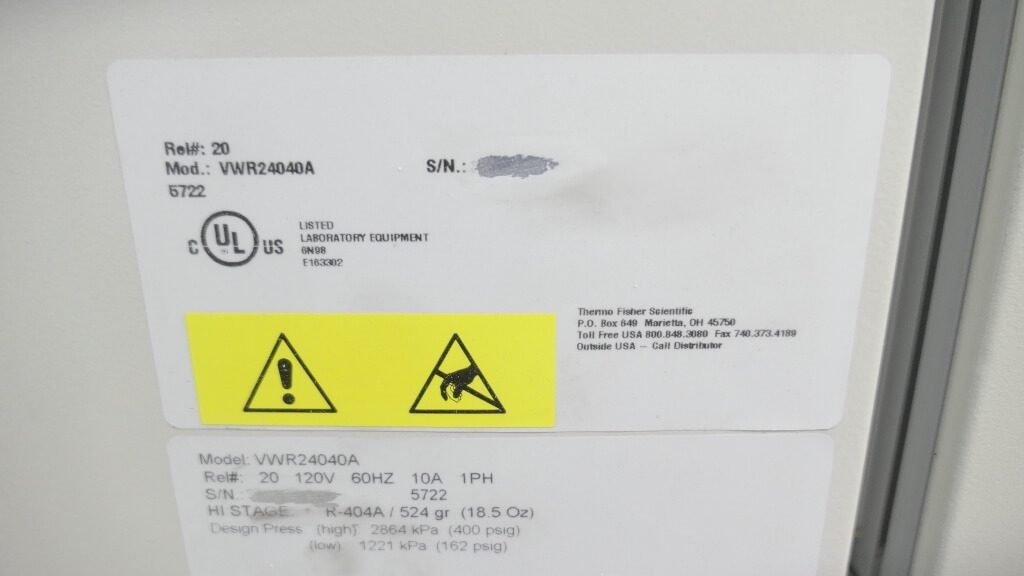 Rel#: 20
Mod.: VWR24040A
S/N.:
5722
C UL US
LISTED
LABORATORY EQUIPMENT
6N98
E163302
Thermo Fisher Scientific
P.O. Box 649 Marietta, OH 45750
Toll Free USA 800.848.3080 Fax 740.373.4189
Outside USA – Call Distributor
Model: VWR24040A
Rel#: 20 120V 60HZ 10A 1PH
S/N.: 5722
HI STAGE R-404A / 524 gr (18.5 Oz)
Design Press (high) 2864 kPa (400 psig)
(low) 1221 kPa (162 psig)